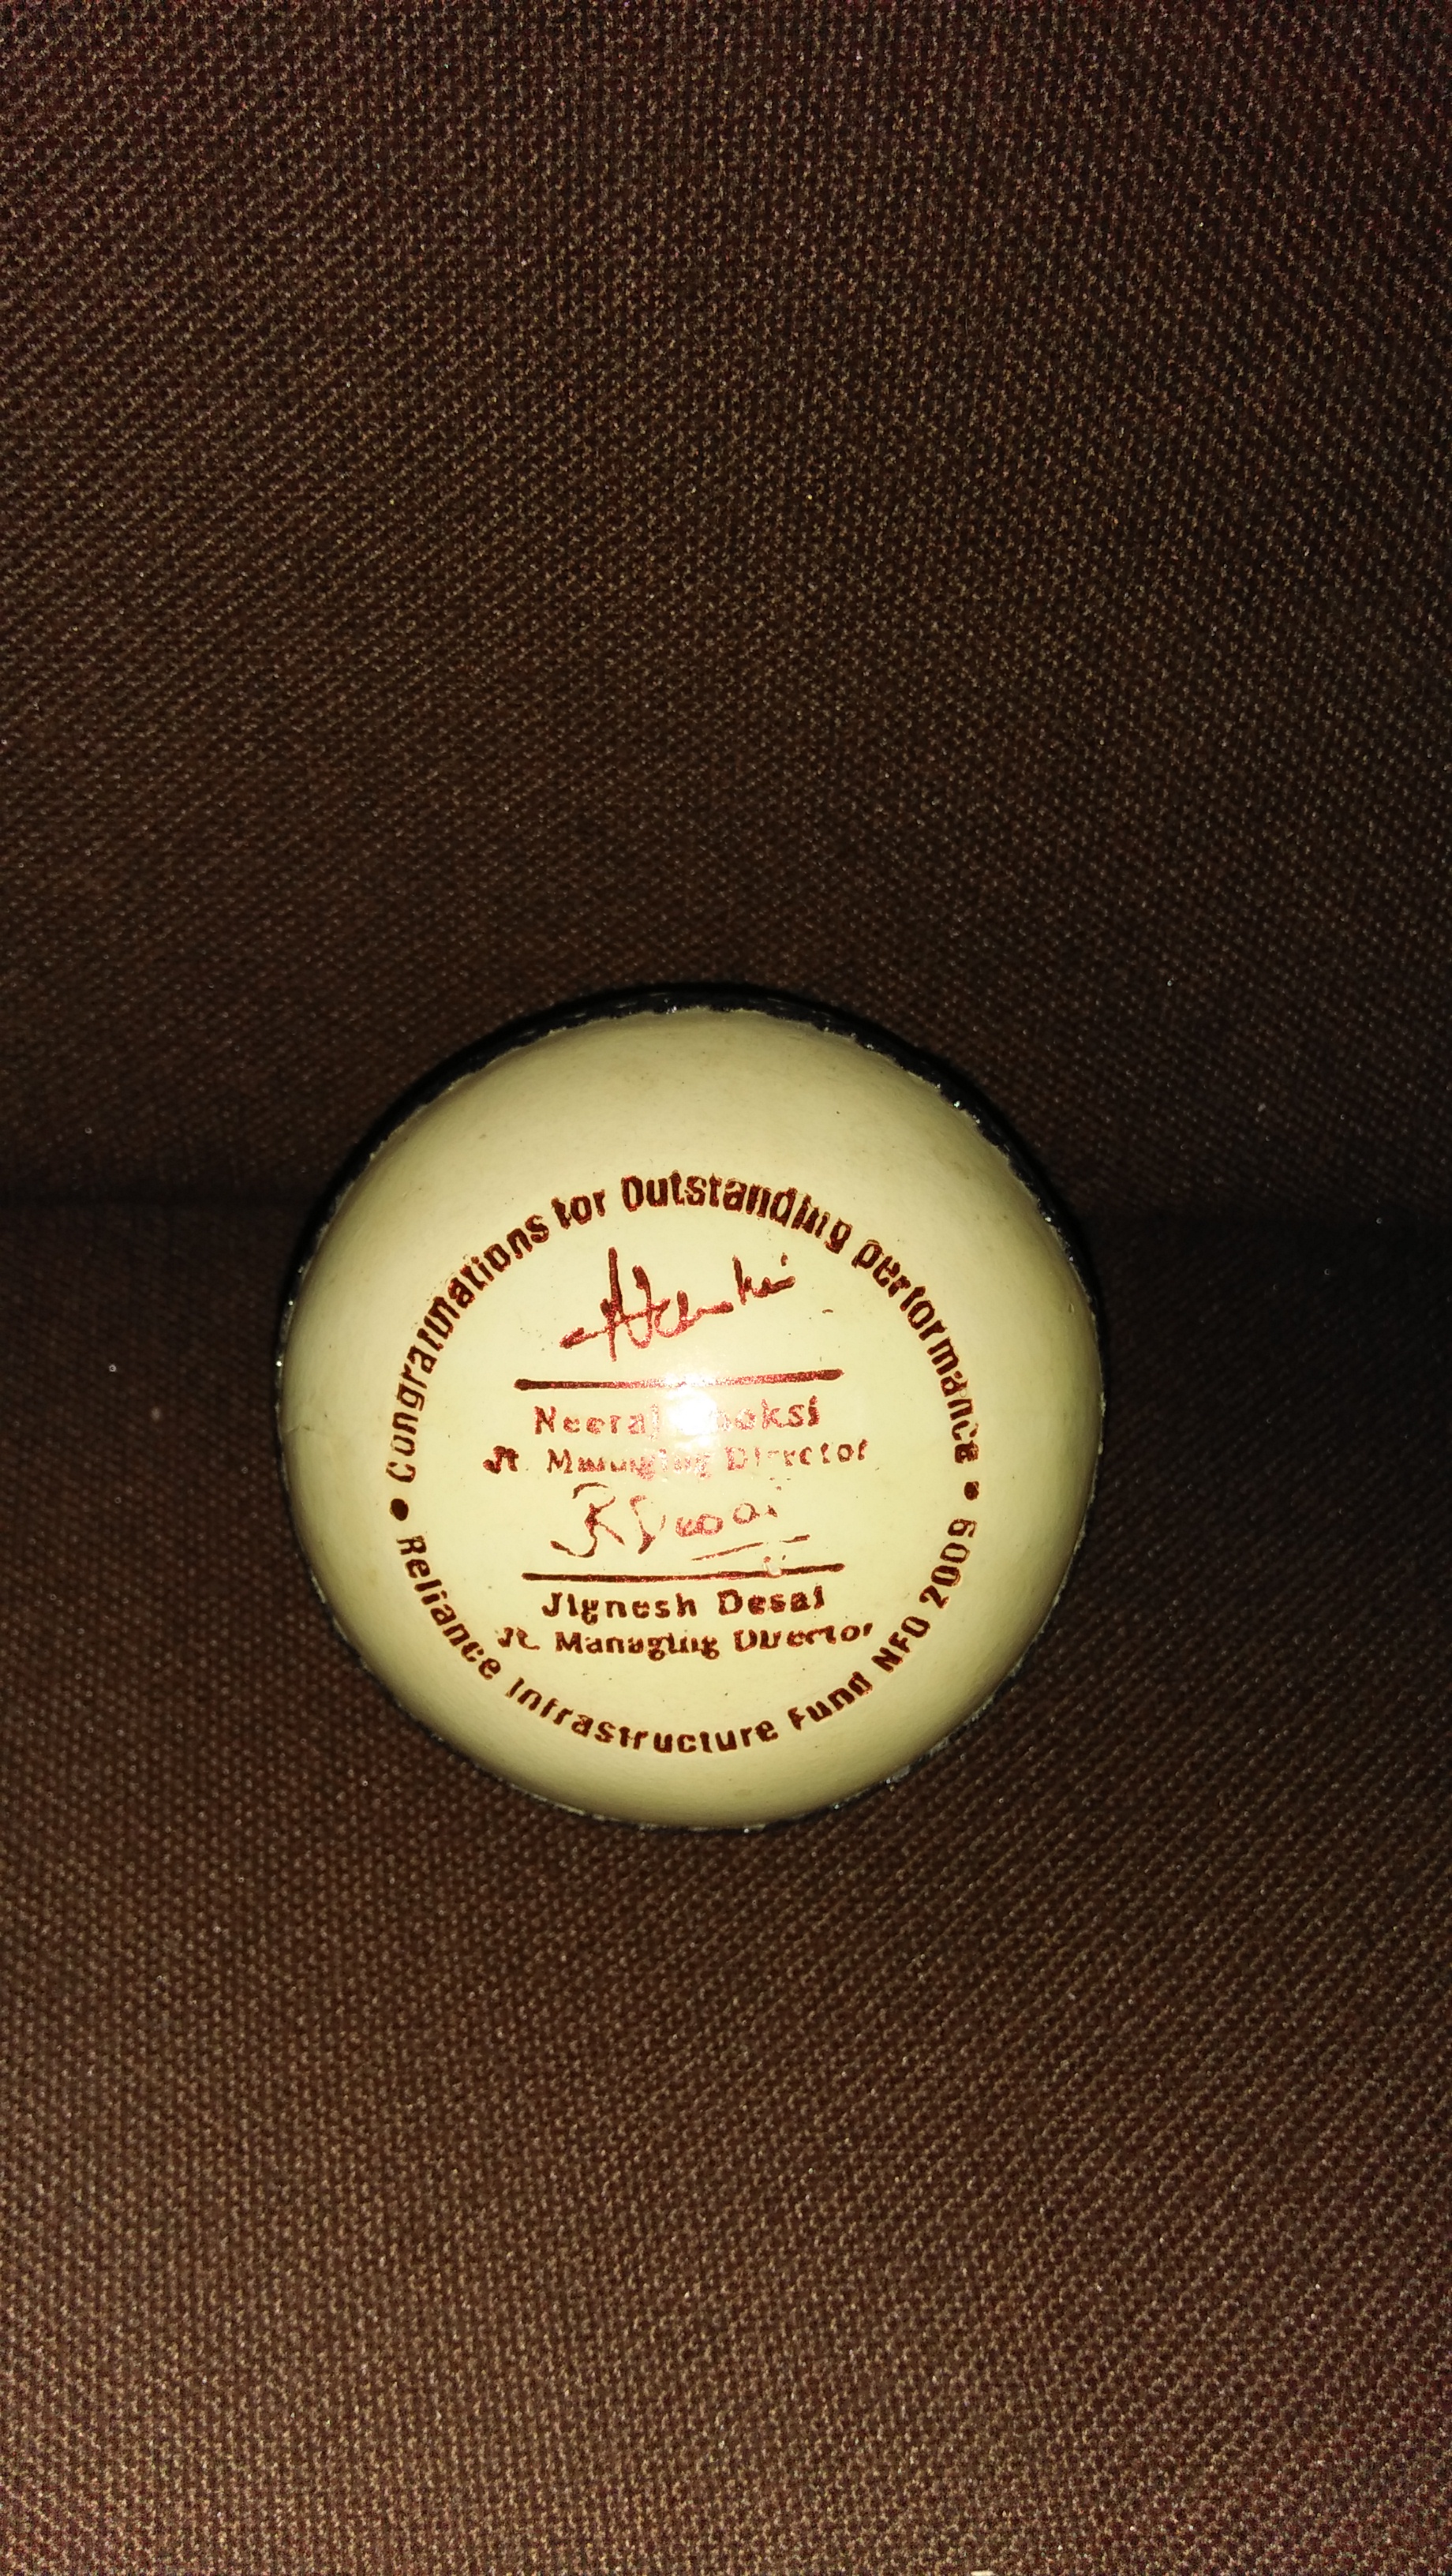 Congratulations for Outstanding performance
Neeraj
Jt. Managing Director
Jignesh Desai
Jt. Managing Director
Reliance Infrastructure Fund NFO 2009